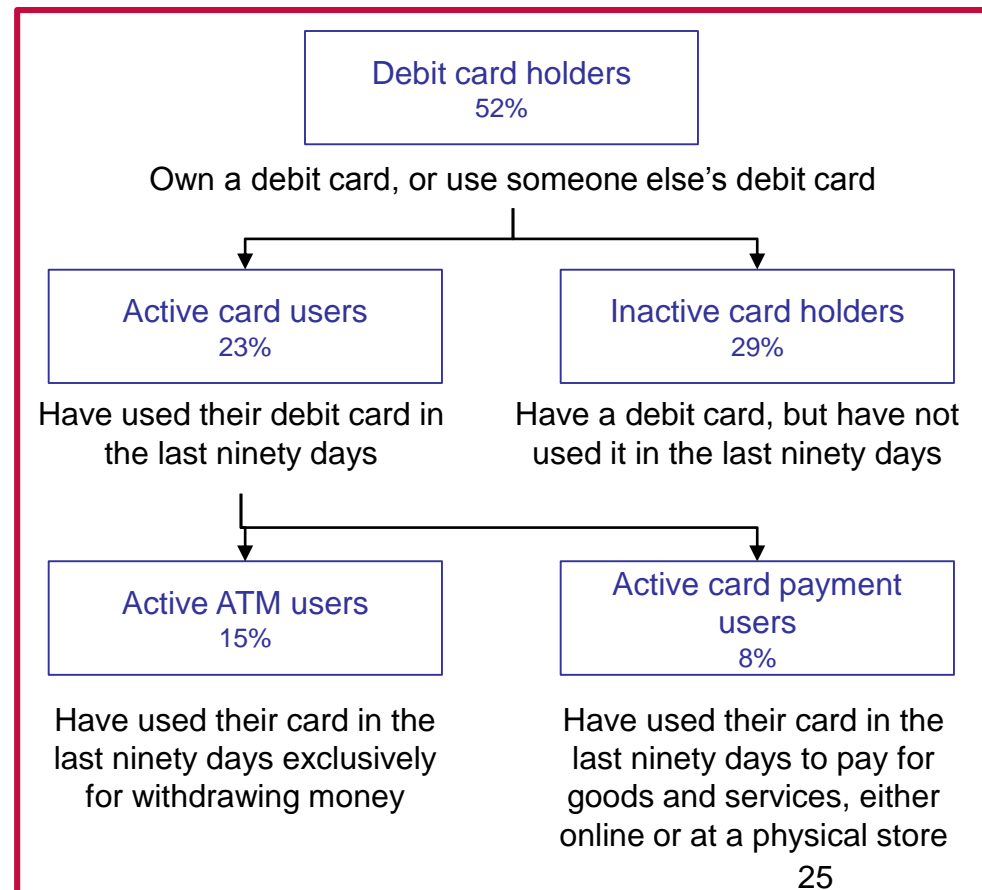 Debit card holders
52%
Own a debit card, or use someone else’s debit card
Active card users
23%
Have used their debit card in
the last ninety days
Inactive card holders
29%
Have a debit card, but have not
used it in the last ninety days
Active ATM users
15%
Have used their card in the
last ninety days exclusively
for withdrawing money
Active card payment
users
8%
Have used their card in the
last ninety days to pay for
goods and services, either
online or at a physical store
25